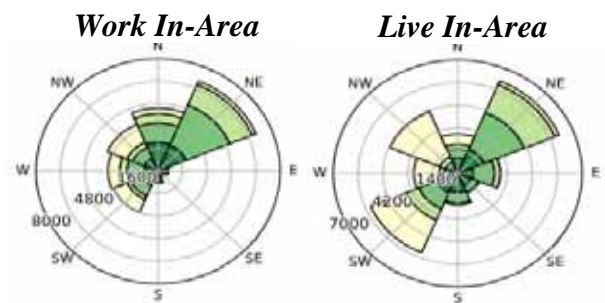 Work In-Area
N
NW
NE
W
E
1600
4800
8000
SW
SE
S
Live In-Area
N
NW
NE
W
E
1400
4200
7000
SW
SE
S